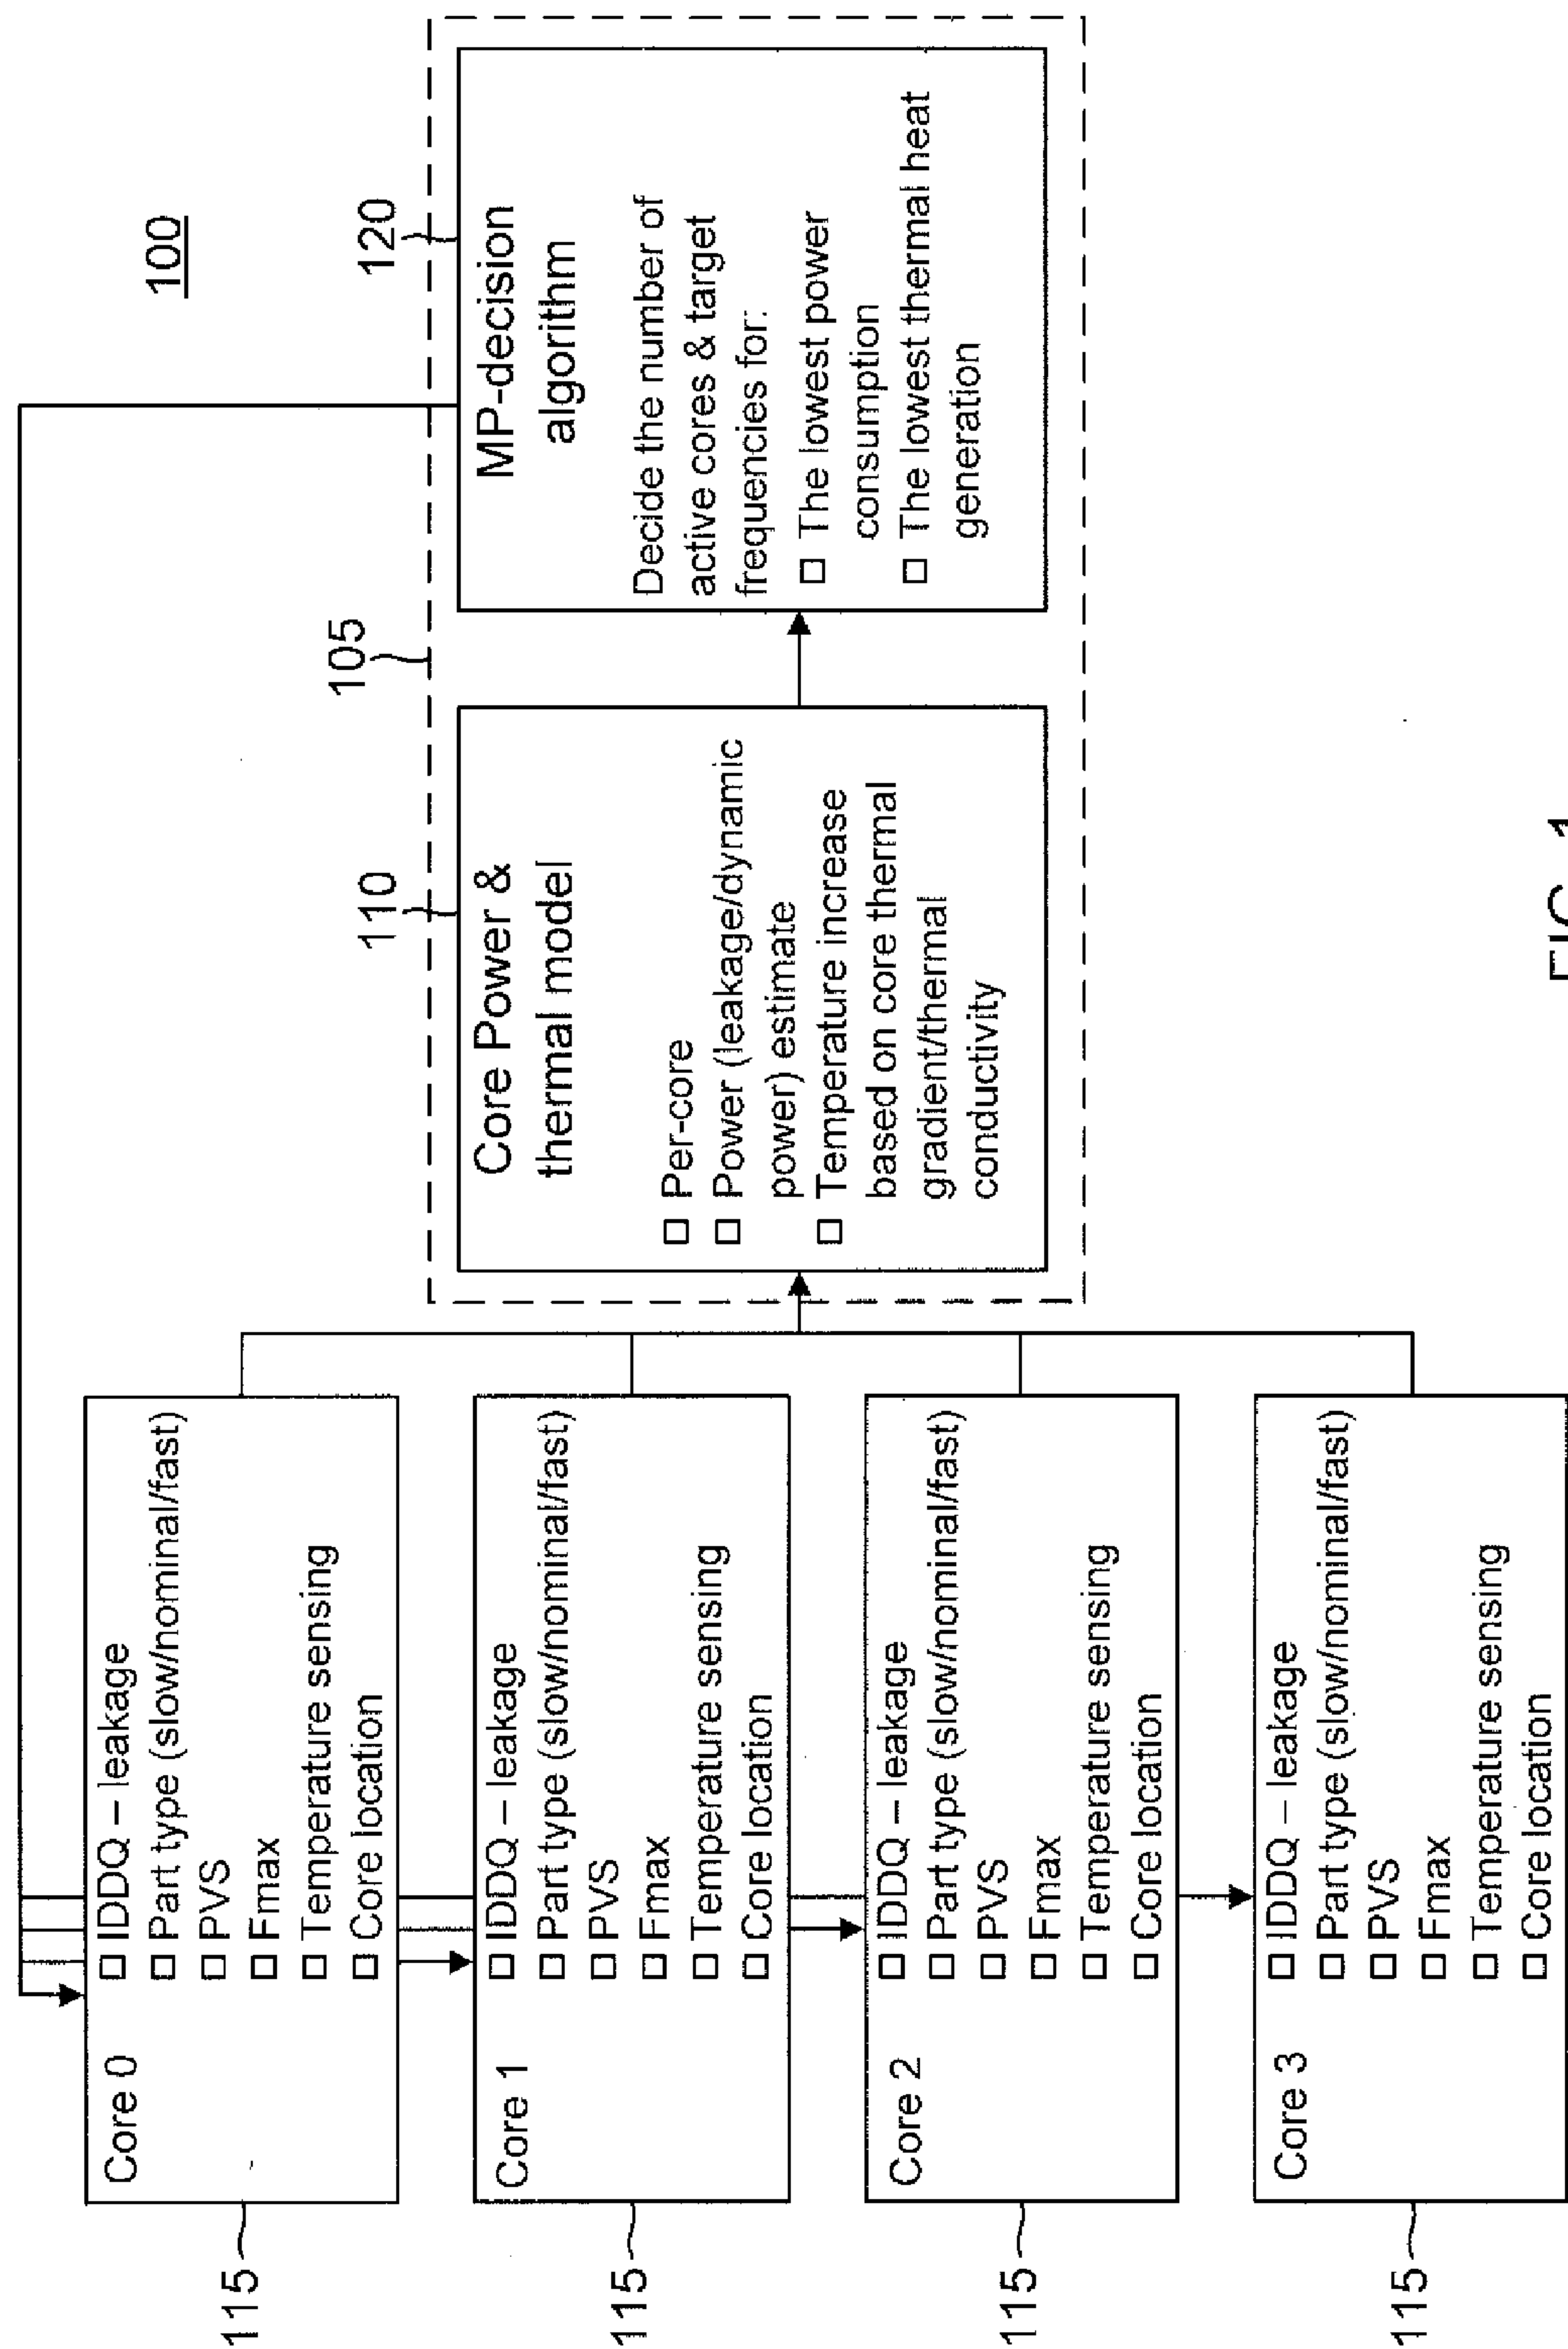 100
115
Core 0
□ IDDQ – leakage
□ Part type (slow/nominal/fast)
□ PVS
□ Fmax
□ Temperature sensing
□ Core location
115
Core 1
□ IDDQ – leakage
□ Part type (slow/nominal/fast)
□ PVS
□ Fmax
□ Temperature sensing
□ Core location
115
Core 2
□ IDDQ – leakage
□ Part type (slow/nominal/fast)
□ PVS
□ Fmax
□ Temperature sensing
□ Core location
115
Core 3
□ IDDQ – leakage
□ Part type (slow/nominal/fast)
□ PVS
□ Fmax
□ Temperature sensing
□ Core location
105
110
Core Power &
thermal model
□ Per-core
□ Power (leakage/dynamic
power) estimate
□ Temperature increase
based on core thermal
gradient/thermal
conductivity
120
MP-decision
algorithm
Decide the number of
active cores & target
frequencies for:
□ The lowest power
consumption
□ The lowest thermal heat
generation
FIG. 1